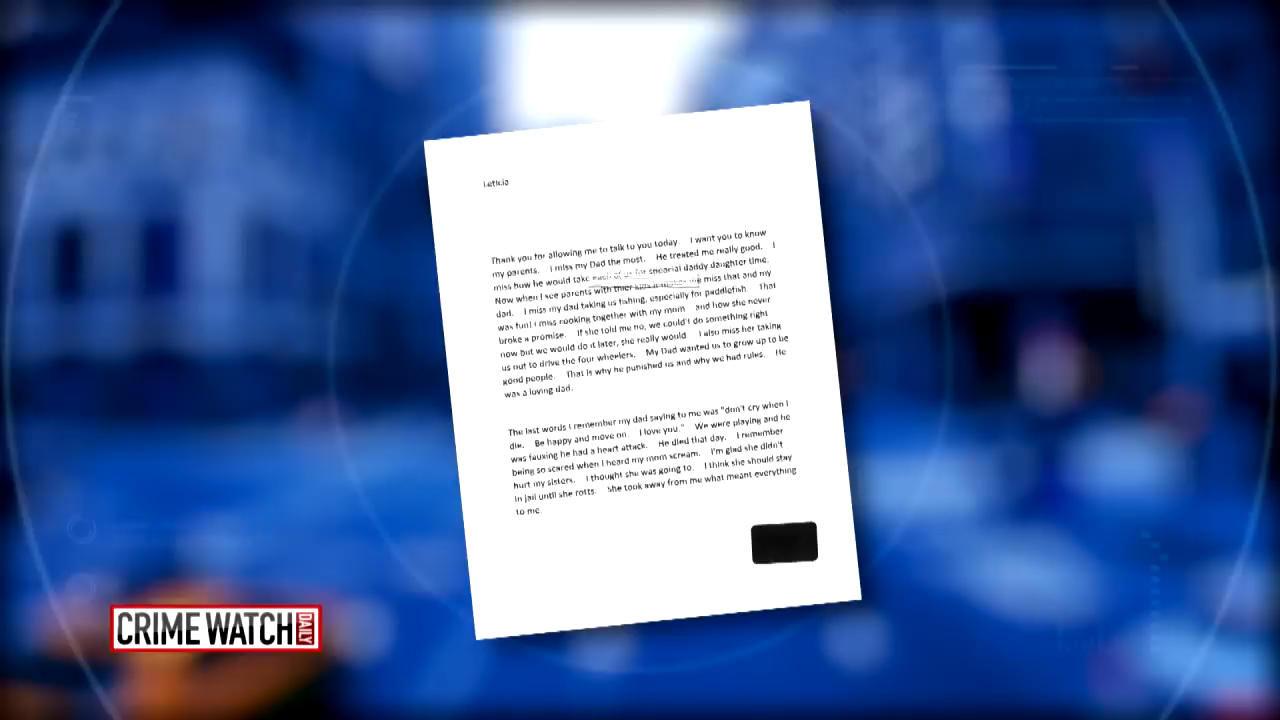 Leticia
Thank you for allowing me to talk to you today I want you to know
my parents. I miss my Dad the most. He treated me really good. I
miss how he would take each of us for spearial daddy daughter time.
Now when I see parents with thier kids it makes me miss that and my
dad. I miss my dad taking us fishing, especially for paddlefish. That
was fun! I miss cooking together with my mom and how she never
broke a promise. If she told me no, we could't do something right
now but we would do it later, she really would. I also miss her taking
us out to drive the four wheelers. My Dad wanted us to grow up to be
good people. That is why he punished us and why we had rules. He
was a loving dad.
The last words I remember my dad saying to me was "don't cry when I
die. Be happy and move on. I love you." We were playing and he
was fauxing he had a heart attack. He died that day. I remember
being so scared when I heard my mom scream. I'm glad she didn't
hurt my sisters. I thought she was going to. I think she should stay
in jail until she rotts. She took away from me what meant everything
to me.
CRIME WATCH DAILY